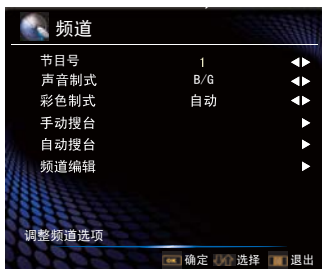 频道
节目号 1
声音制式 B/G
彩色制式 自动
手动搜台
自动搜台
频道编辑
调整频道选项
OK 确定 选择 退出